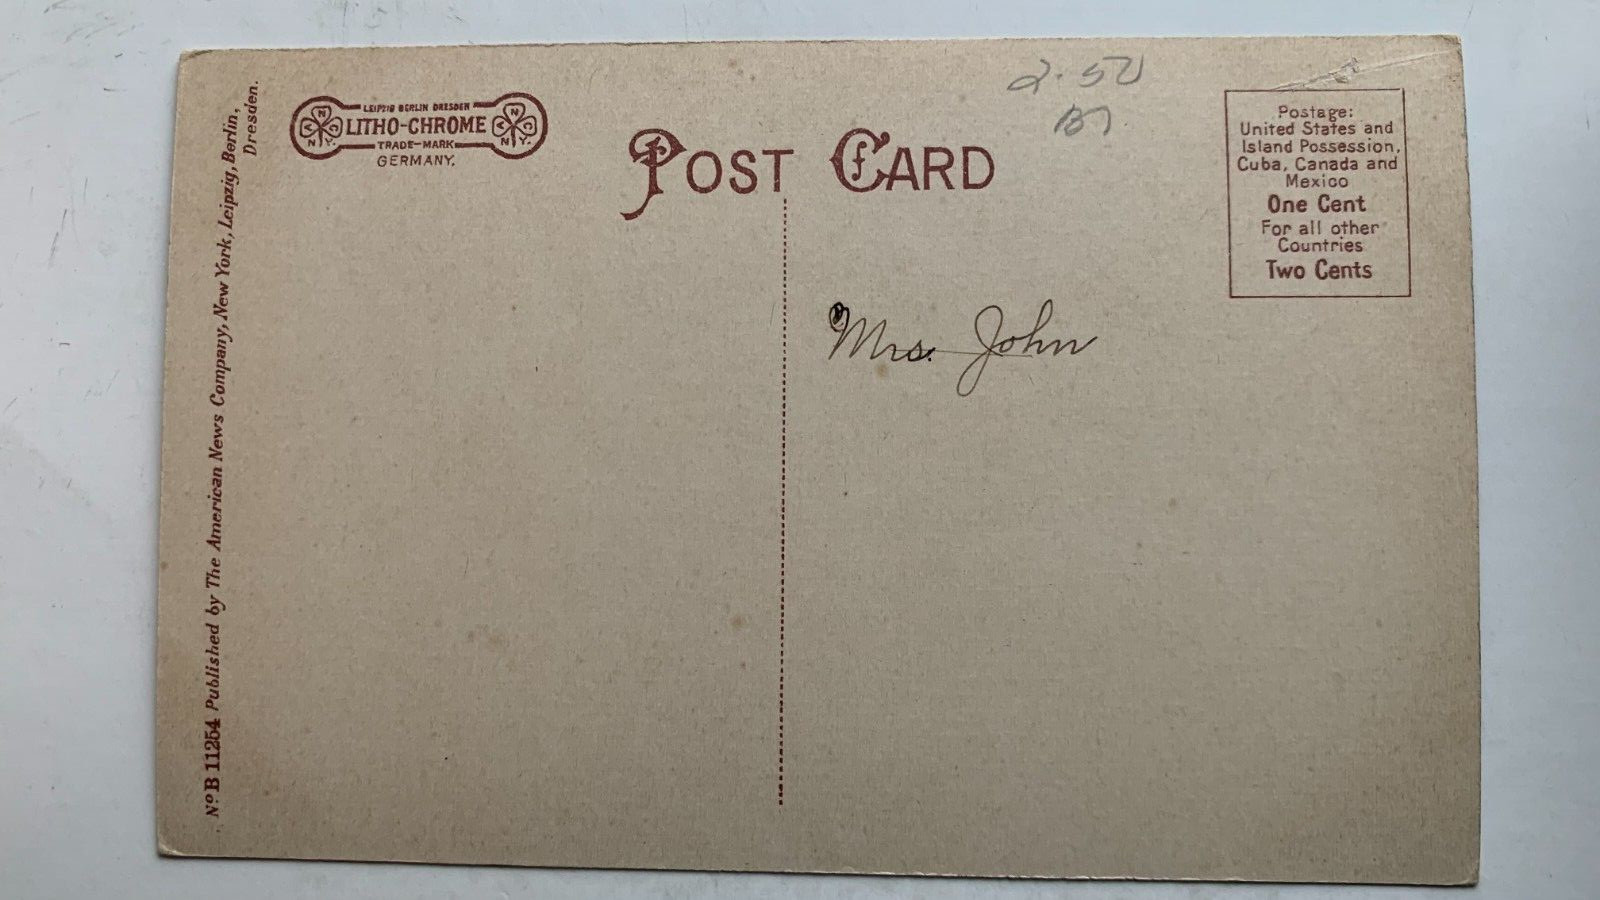 LEIPZIG BERLIN DRESDEN
LITHO-CHROME
TRADE-MARK
GERMANY.
POST CARD
2.50
Postage:
United States and
Island Possession,
Cuba, Canada and
Mexico
One Cent
For all other
Countries
Two Cents
Mrs. John
No B 11254 Published by The American News Company, New York, Leipzig, Berlin,
Dresden.